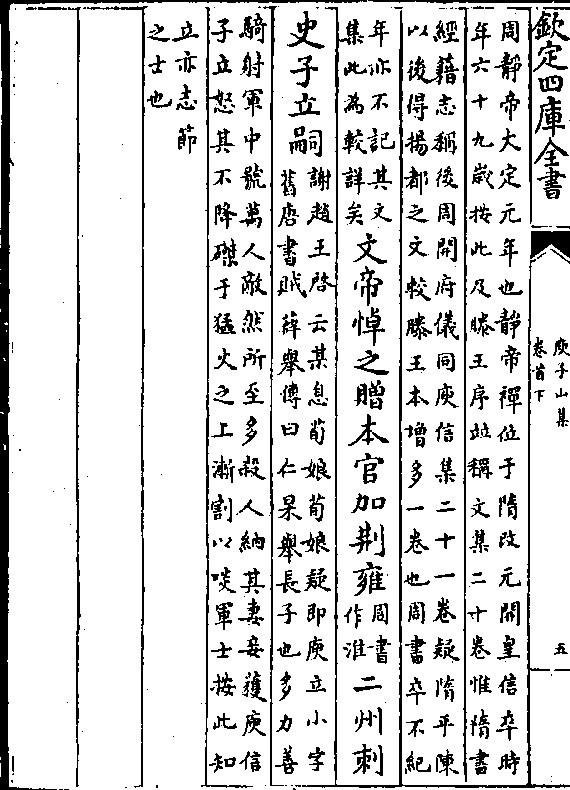 欽定四庫全書
庾子山集
卷首下
五
周靜帝大定元年也靜帝禪位于隋改元開皇信卒時
年六十九嵗按此及滕王序竝稱文集二十卷惟隋書
經藉志稱後周開府儀同庾信集二十一卷疑隋平陳
以後得揚都之文較滕王本增多一卷也周書卒不紀
年亦不記其文
集此為較詳矣
文帝悼之贈本官加荆雍
周書
作淮
二州刺
史子立嗣
謝趙王啓云某息荀娘荀娘疑即庾立小字
舊唐書賊薛舉傳曰仁杲舉長子也多力善
騎射軍中號萬人敵然所至多殺人納其妻妾獲庾信
子立怒其不降磔于猛火之上漸割以啖軍士按此知
立亦志節
之士也